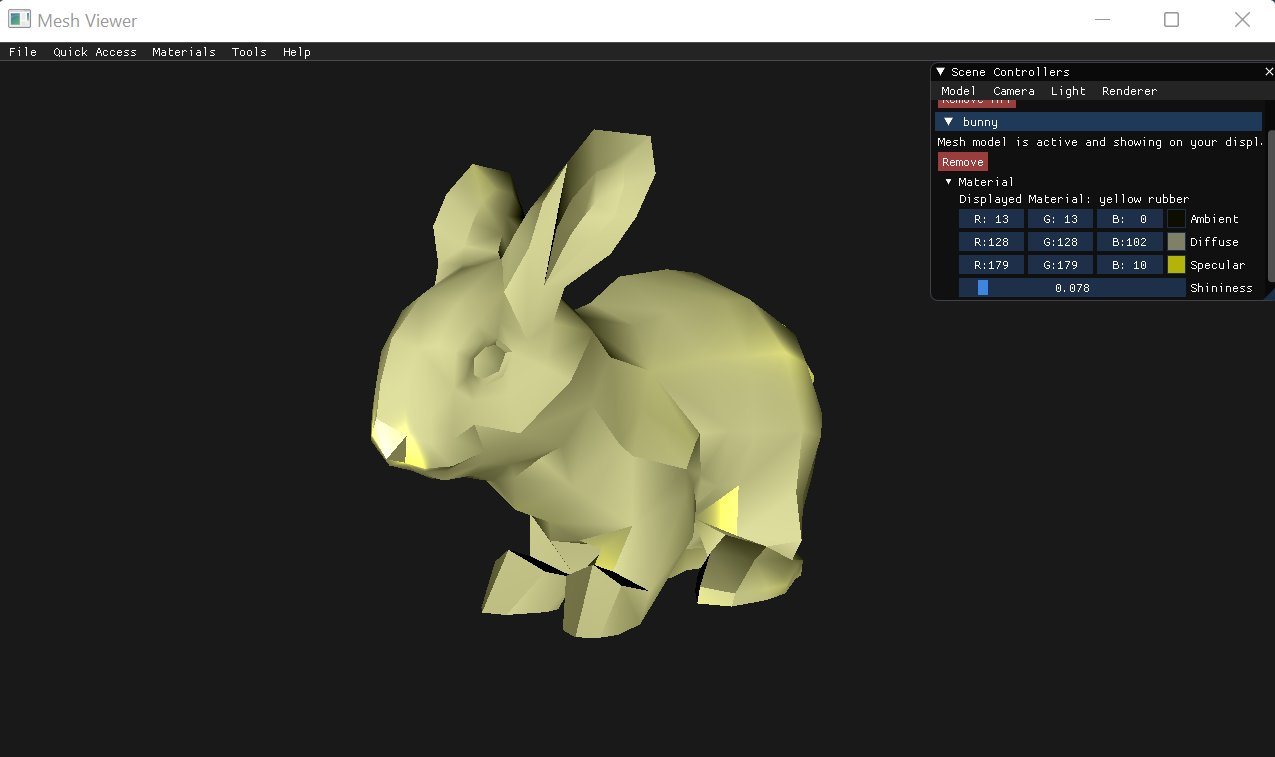 Mesh Viewer
File Quick Access Materials Tools Help
Scene Controllers
Model Camera Light Renderer
bunny
Mesh model is active and showing on your displ
Remove
Material
Displayed Material: yellow rubber
R: 13 G: 13 B: 0 Ambient
R:128 G:128 B:102 Diffuse
R:179 G:179 B: 10 Specular
0.078 Shininess